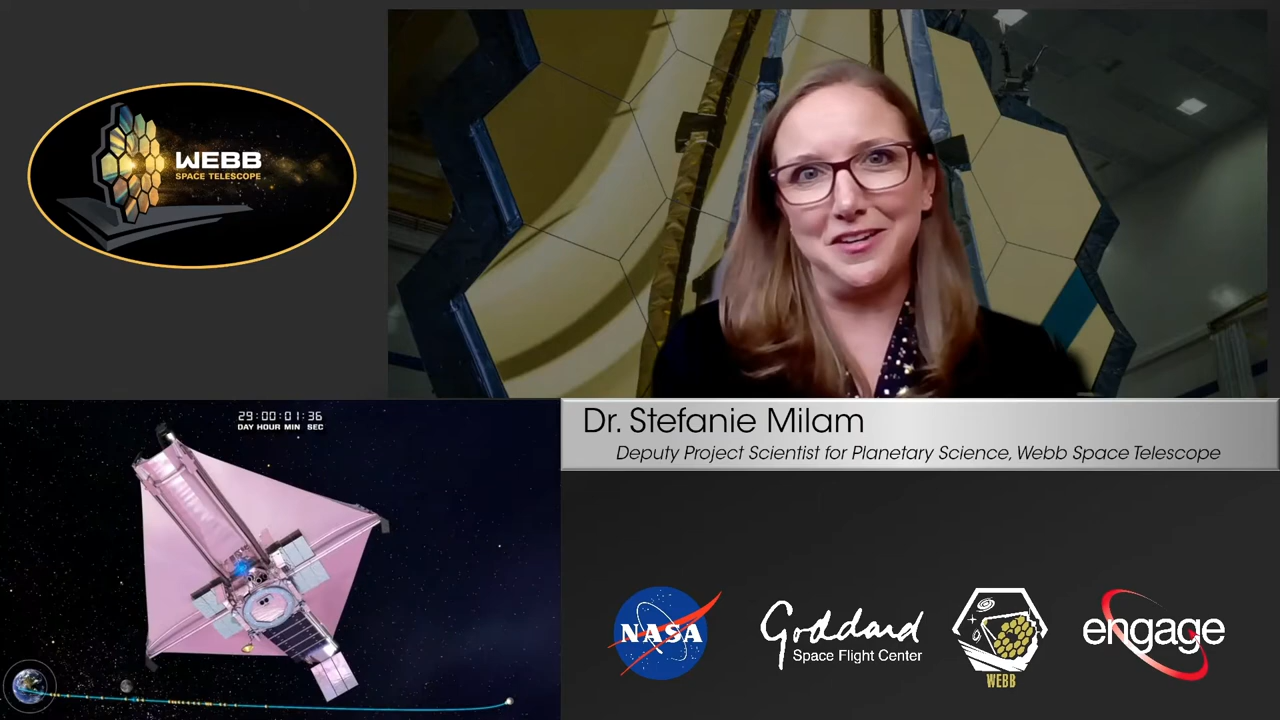 WEBB
SPACE TELESCOPE
29:00:01:36
DAY HOUR MIN SEC
Dr. Stefanie Milam
Deputy Project Scientist for Planetary Science, Webb Space Telescope
NASA
Goddard
Space Flight Center
WEBB
engage